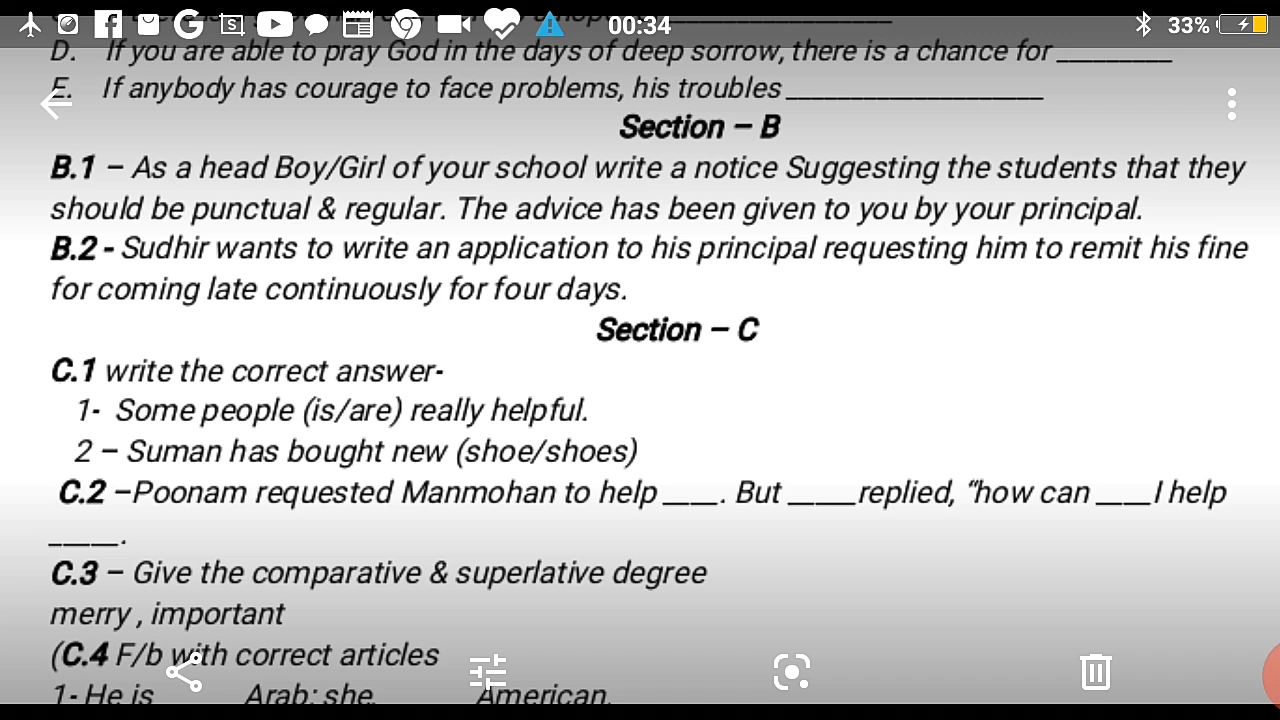 00:34 33%
D. If you are able to pray God in the days of deep sorrow, there is a chance for _________
E. If anybody has courage to face problems, his troubles ____________________
Section – B
B.1 – As a head Boy/Girl of your school write a notice Suggesting the students that they
should be punctual & regular. The advice has been given to you by your principal.
B.2 - Sudhir wants to write an application to his principal requesting him to remit his fine
for coming late continuously for four days.
Section – C
C.1 write the correct answer-
1- Some people (is/are) really helpful.
2 – Suman has bought new (shoe/shoes)
C.2 –Poonam requested Manmohan to help ____. But _____replied, “how can ____I help
_____.
C.3 – Give the comparative & superlative degree
merry , important
(C.4 F/b with correct articles
1- He is Arab; she American.